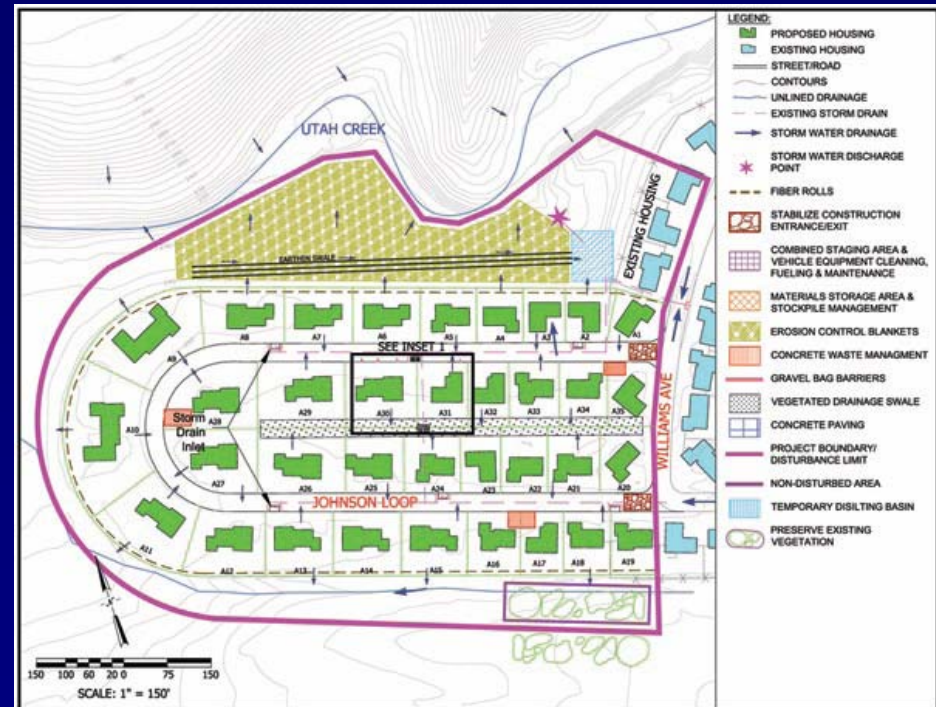 UTAH CREEK
EXISTING HOUSING
EARTHEN SWALE
A8
A7
A6
A5
A4
A3
A2
A1
SEE INSET 1
A9
A10
A11
Storm
Drain
Inlet
A28
A29
A30
A31
A32
A33
A34
A35
WILLIAMS AVE
A27
A26
A25
A24
A23
A22
A21
A20
JOHNSON LOOP
A12
A13
A14
A15
A16
A17
A18
A19
150 100 60 20 0 75 150
SCALE: 1" = 150'
LEGEND:
PROPOSED HOUSING
EXISTING HOUSING
STREET/ROAD
CONTOURS
UNLINED DRAINAGE
EXISTING STORM DRAIN
STORM WATER DRAINAGE
STORM WATER DISCHARGE
POINT
FIBER ROLLS
STABILIZE CONSTRUCTION
ENTRANCE/EXIT
COMBINED STAGING AREA &
VEHICLE EQUIPMENT CLEANING,
FUELING & MAINTENANCE
MATERIALS STORAGE AREA &
STOCKPILE MANAGEMENT
EROSION CONTROL BLANKETS
CONCRETE WASTE MANAGMENT
GRAVEL BAG BARRIERS
VEGETATED DRAINAGE SWALE
CONCRETE PAVING
PROJECT BOUNDARY/
DISTURBANCE LIMIT
NON-DISTURBED AREA
TEMPORARY DISILTING BASIN
PRESERVE EXISTING
VEGETATION